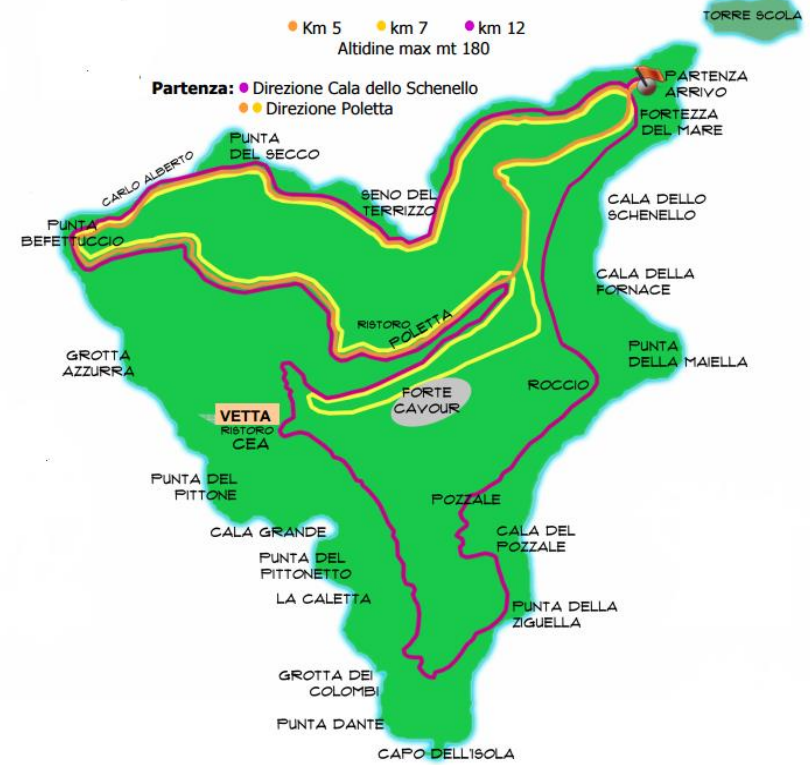 TORRE SCOLA
Km 5 km 7 km 12
Altidine max mt 180
Partenza: Direzione Cala dello Schenello
Direzione Poletta
PARTENZA
ARRIVO
FORTEZZA
DEL MARE
PUNTA
DEL SECCO
CARLO ALBERTO
SENO DEL
TERRIZZO
CALA DELLO
SCHENELLO
PUNTA
BEFETTUCCIO
CALA DELLA
FORNACE
RISTORO
POLETTA
GROTTA
AZZURRA
PUNTA
DELLA MAIELLA
ROCCIO
FORTE
CAVOUR
VETTA
RISTORO
CEA
PUNTA DEL
PITTONE
POZZALE
CALA GRANDE
CALA DEL
POZZALE
PUNTA DEL
PITTONETTO
LA CALETTA
PUNTA DELLA
ZIGUELLA
GROTTA DEI
COLOMBI
PUNTA DANTE
CAPO DELL'ISOLA